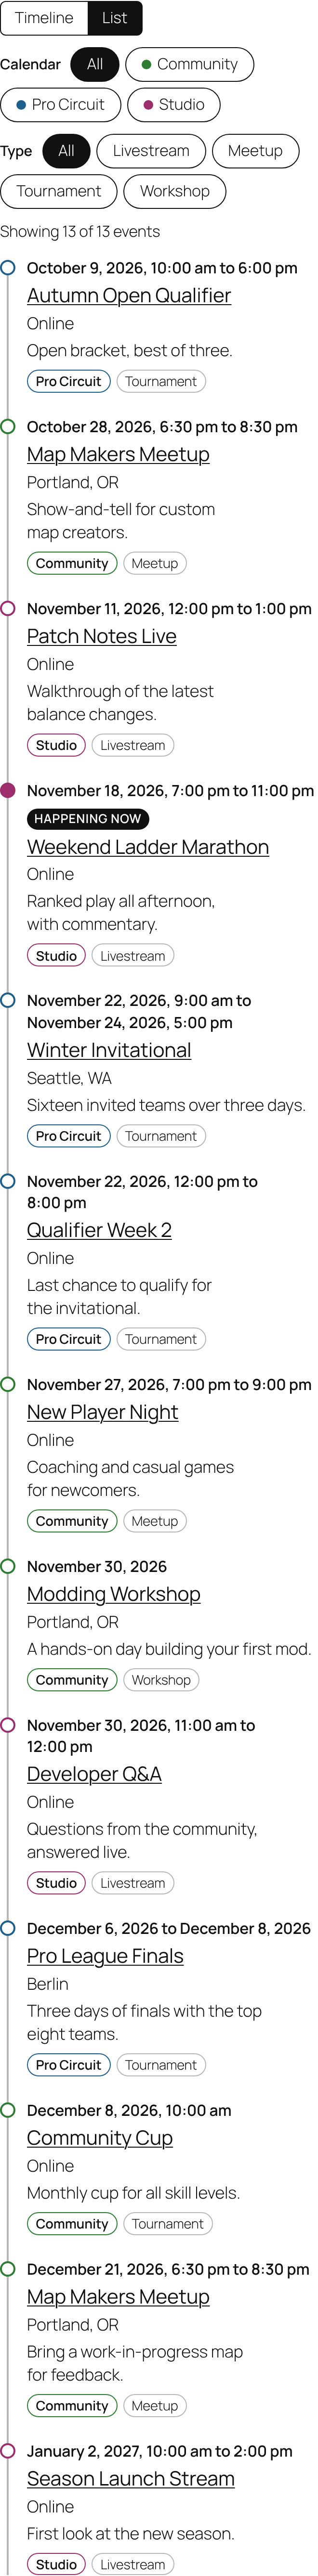 Timeline List
Calendar All Community
Pro Circuit Studio
Type All Livestream Meetup
Tournament Workshop
Showing 13 of 13 events
October 9, 2026, 10:00 am to 6:00 pm
Autumn Open Qualifier
Online
Open bracket, best of three.
Pro Circuit Tournament
October 28, 2026, 6:30 pm to 8:30 pm
Map Makers Meetup
Portland, OR
Show-and-tell for custom
map creators.
Community Meetup
November 11, 2026, 12:00 pm to 1:00 pm
Patch Notes Live
Online
Walkthrough of the latest
balance changes.
Studio Livestream
November 18, 2026, 7:00 pm to 11:00 pm
HAPPENING NOW
Weekend Ladder Marathon
Online
Ranked play all afternoon,
with commentary.
Studio Livestream
November 22, 2026, 9:00 am to
November 24, 2026, 5:00 pm
Winter Invitational
Seattle, WA
Sixteen invited teams over three days.
Pro Circuit Tournament
November 22, 2026, 12:00 pm to
8:00 pm
Qualifier Week 2
Online
Last chance to qualify for
the invitational.
Pro Circuit Tournament
November 27, 2026, 7:00 pm to 9:00 pm
New Player Night
Online
Coaching and casual games
for newcomers.
Community Meetup
November 30, 2026
Modding Workshop
Portland, OR
A hands-on day building your first mod.
Community Workshop
November 30, 2026, 11:00 am to
12:00 pm
Developer Q&A
Online
Questions from the community,
answered live.
Studio Livestream
December 6, 2026 to December 8, 2026
Pro League Finals
Berlin
Three days of finals with the top
eight teams.
Pro Circuit Tournament
December 8, 2026, 10:00 am
Community Cup
Online
Monthly cup for all skill levels.
Community Tournament
December 21, 2026, 6:30 pm to 8:30 pm
Map Makers Meetup
Portland, OR
Bring a work-in-progress map
for feedback.
Community Meetup
January 2, 2027, 10:00 am to 2:00 pm
Season Launch Stream
Online
First look at the new season.
Studio Livestream